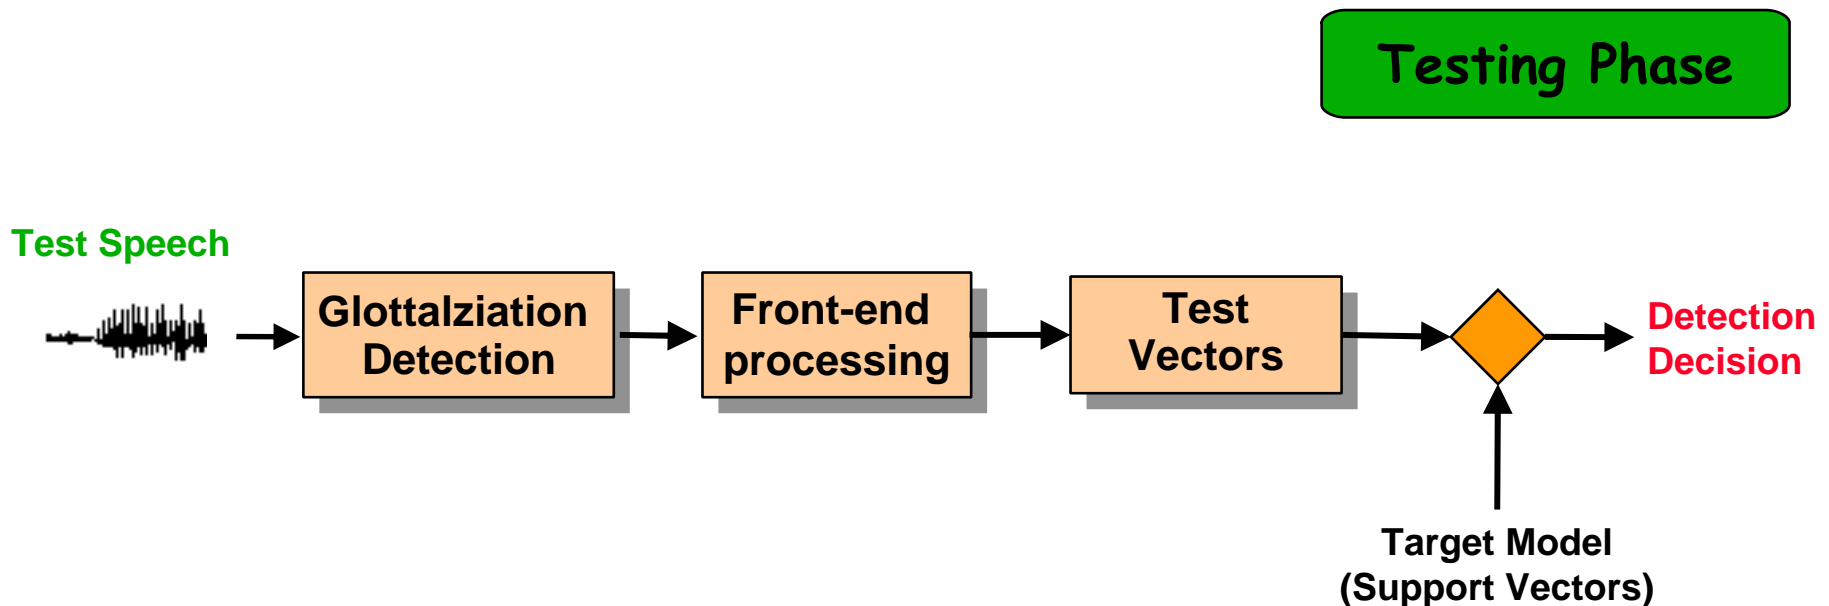 Testing Phase
Test Speech
Glottalziation
Detection
Front-end
processing
Test
Vectors
Detection
Decision
Target Model
(Support Vectors)